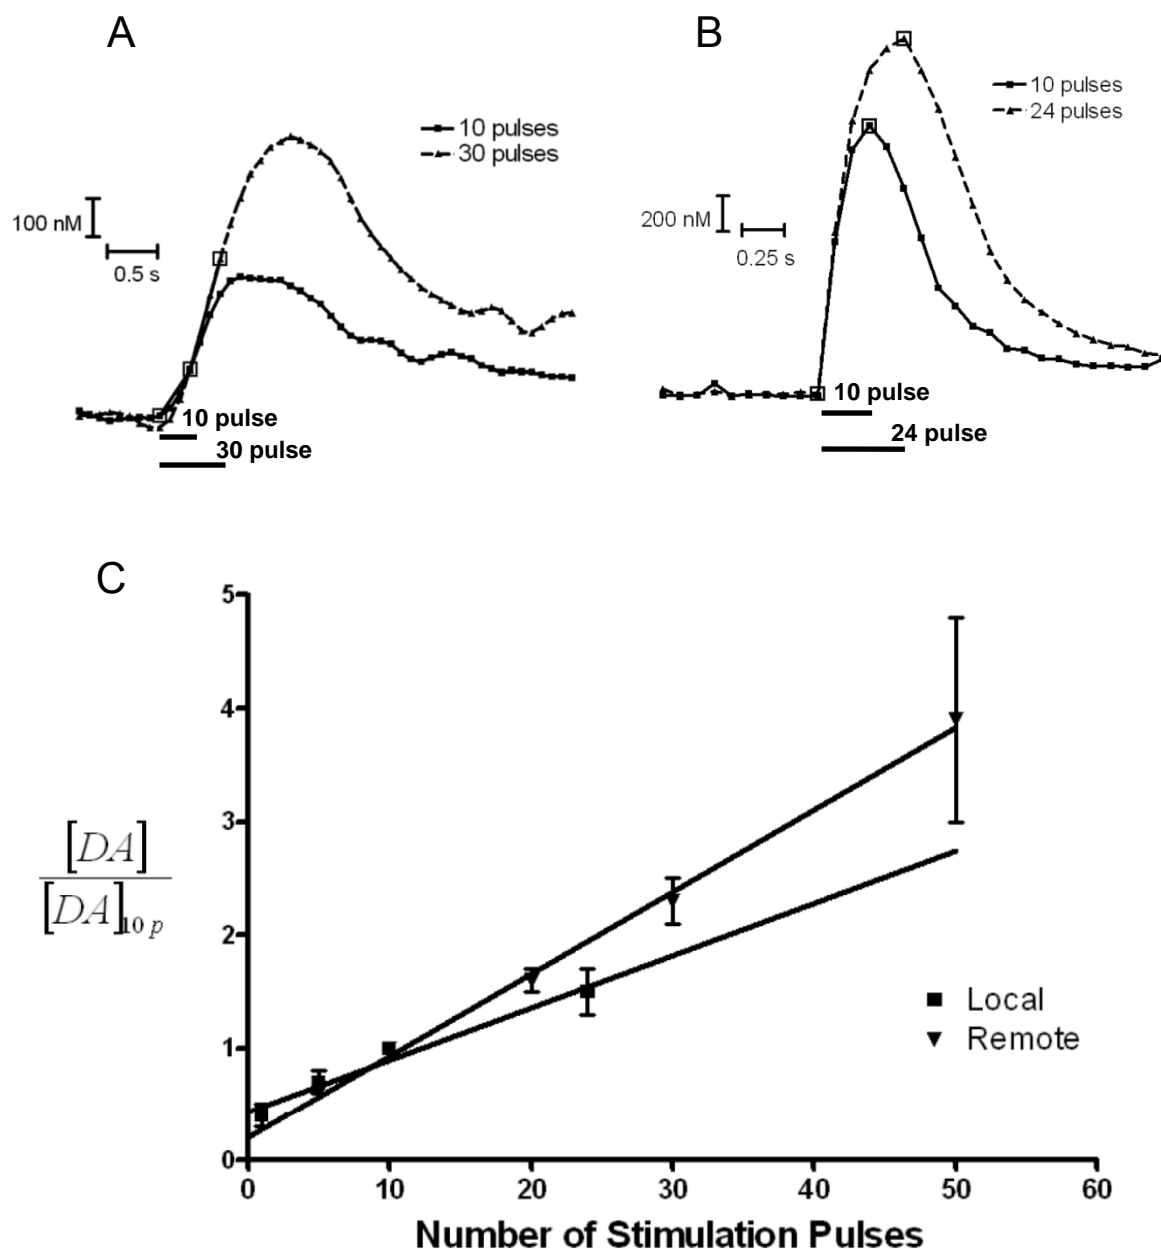 A
B
10 pulses
30 pulses
100 nM
0.5 s
10 pulse
30 pulse
10 pulses
24 pulses
200 nM
0.25 s
10 pulse
24 pulse
C
5
4
3
2
1
0
[DA]
[DA]10 p
Local
Remote
0 10 20 30 40 50 60
Number of Stimulation Pulses